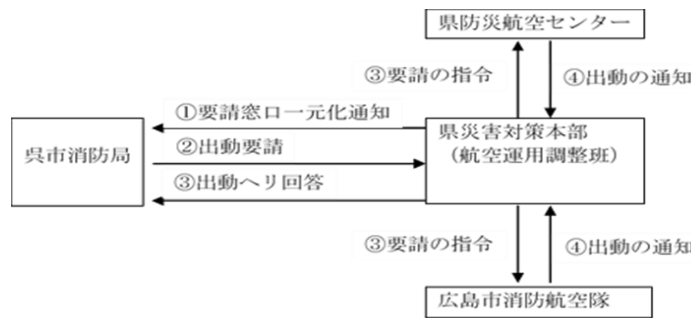 県防災航空センター
③要請の指令
④出動の通知
①要請窓口一元化通知
呉市消防局
②出動要請
③出動ヘリ回答
県災害対策本部
（航空運用調整班）
③要請の指令
④出動の通知
広島市消防航空隊